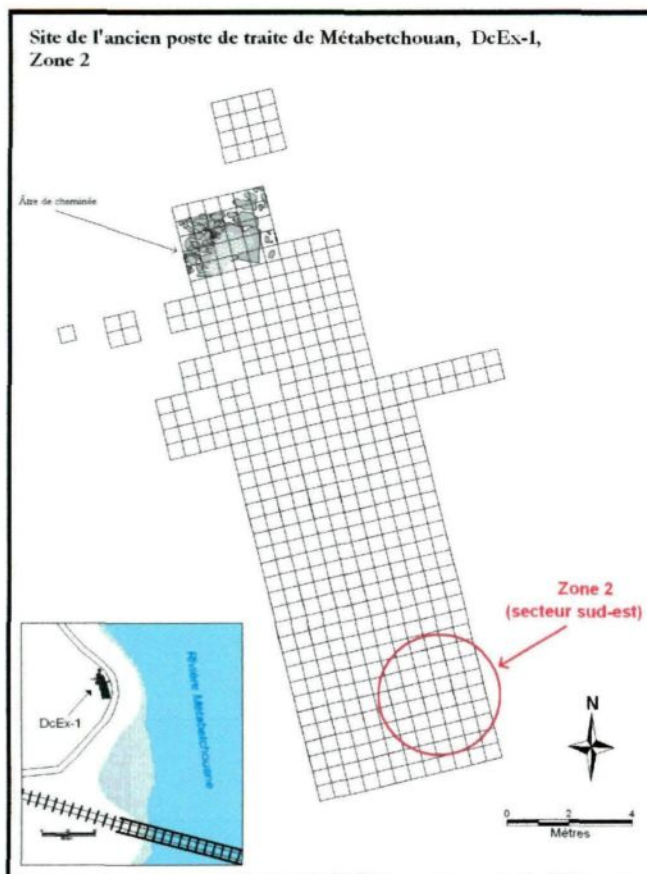 Site de l'ancien poste de traite de Métabetchouan, DcEx-1,
Zone 2
Âtre de cheminée
Zone 2
(secteur sud-est)
DcEx-1
Rivière Métabetchouane
N
0 2 4
Mètres